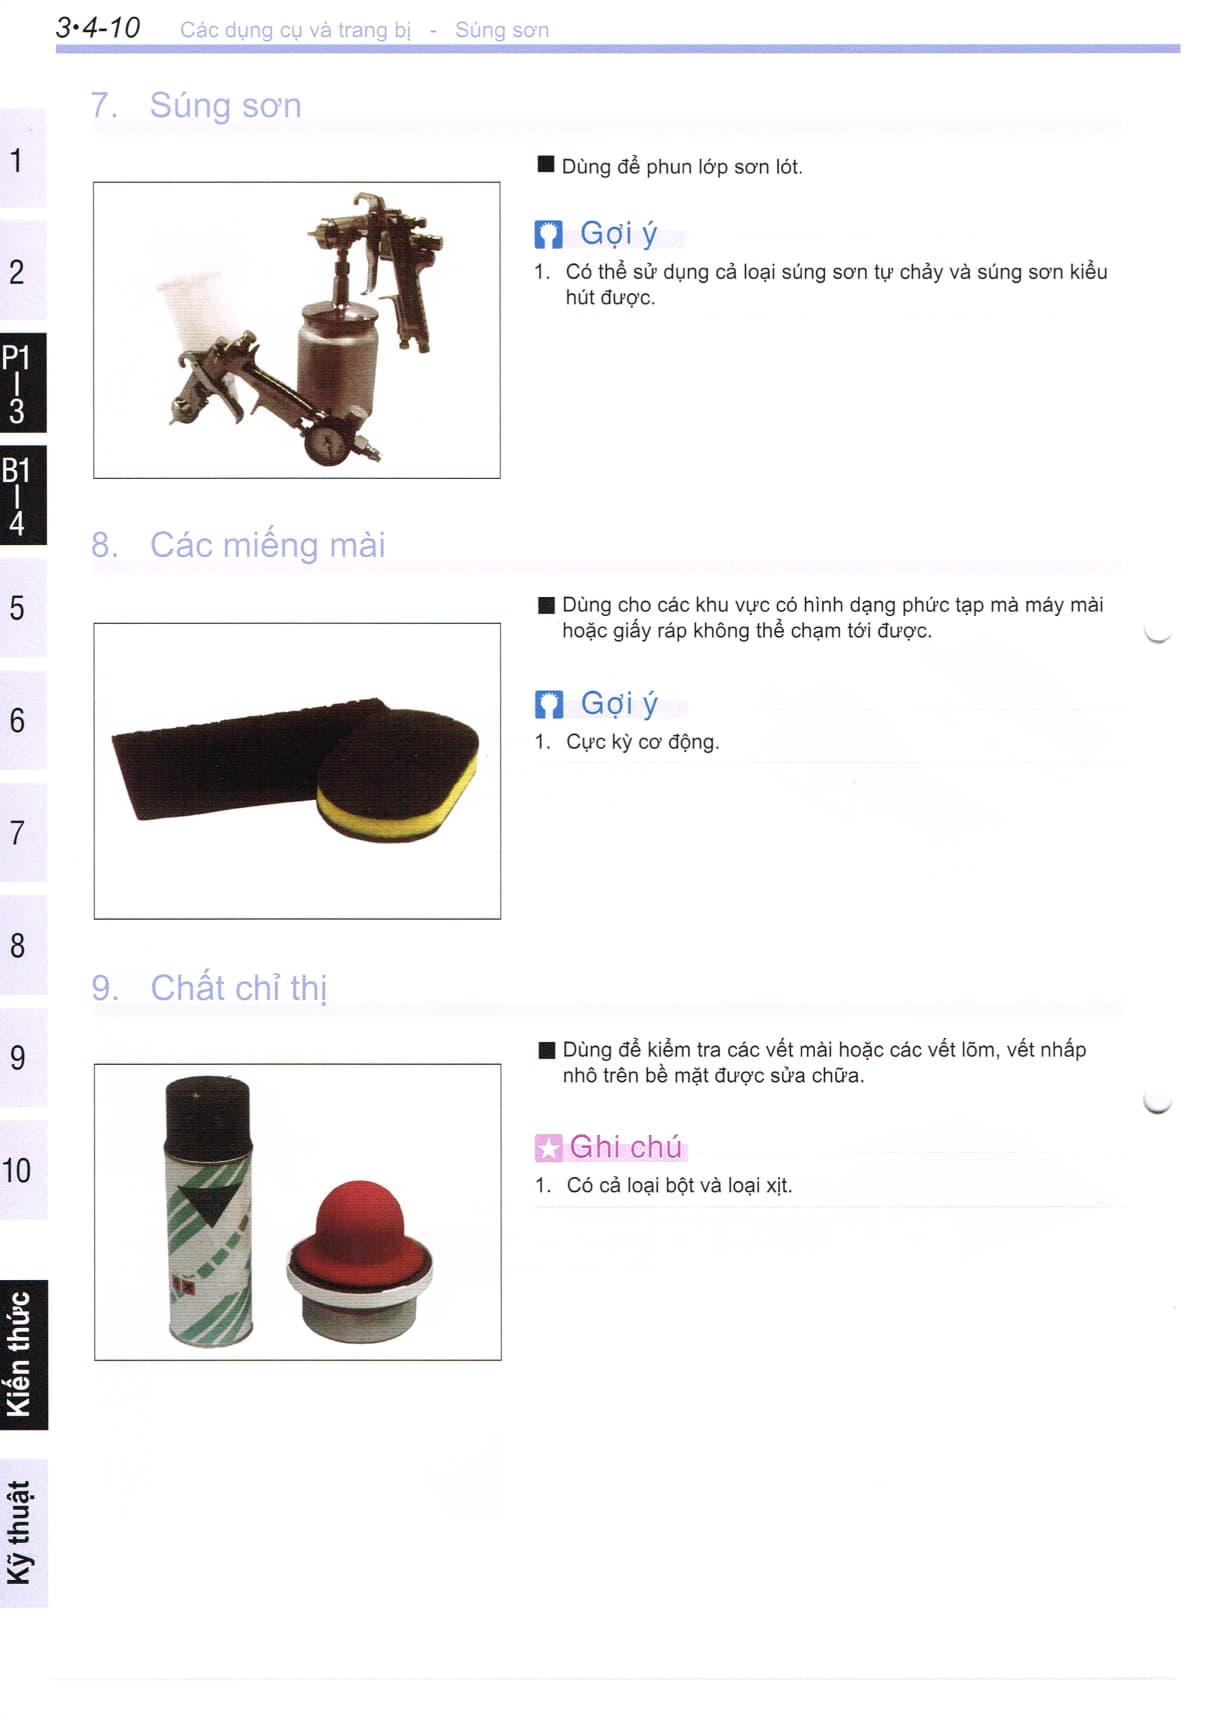 3•4-10 Các dụng cụ và trang bị - Súng sơn
7. Súng sơn
■ Dùng để phun lớp sơn lót.
Gợi ý
1. Có thể sử dụng cả loại súng sơn tự chảy và súng sơn kiểu
hút được.
8. Các miếng mài
■ Dùng cho các khu vực có hình dạng phức tạp mà máy mài
hoặc giấy ráp không thể chạm tới được.
Gợi ý
1. Cực kỳ cơ động.
9. Chất chỉ thị
■ Dùng để kiểm tra các vết mài hoặc các vết lõm, vết nhấp
nhô trên bề mặt được sửa chữa.
Ghi chú
1. Có cả loại bột và loại xịt.
1
2
P1
3
B1
4
5
6
7
8
9
10
Kiến thức
Kỹ thuật